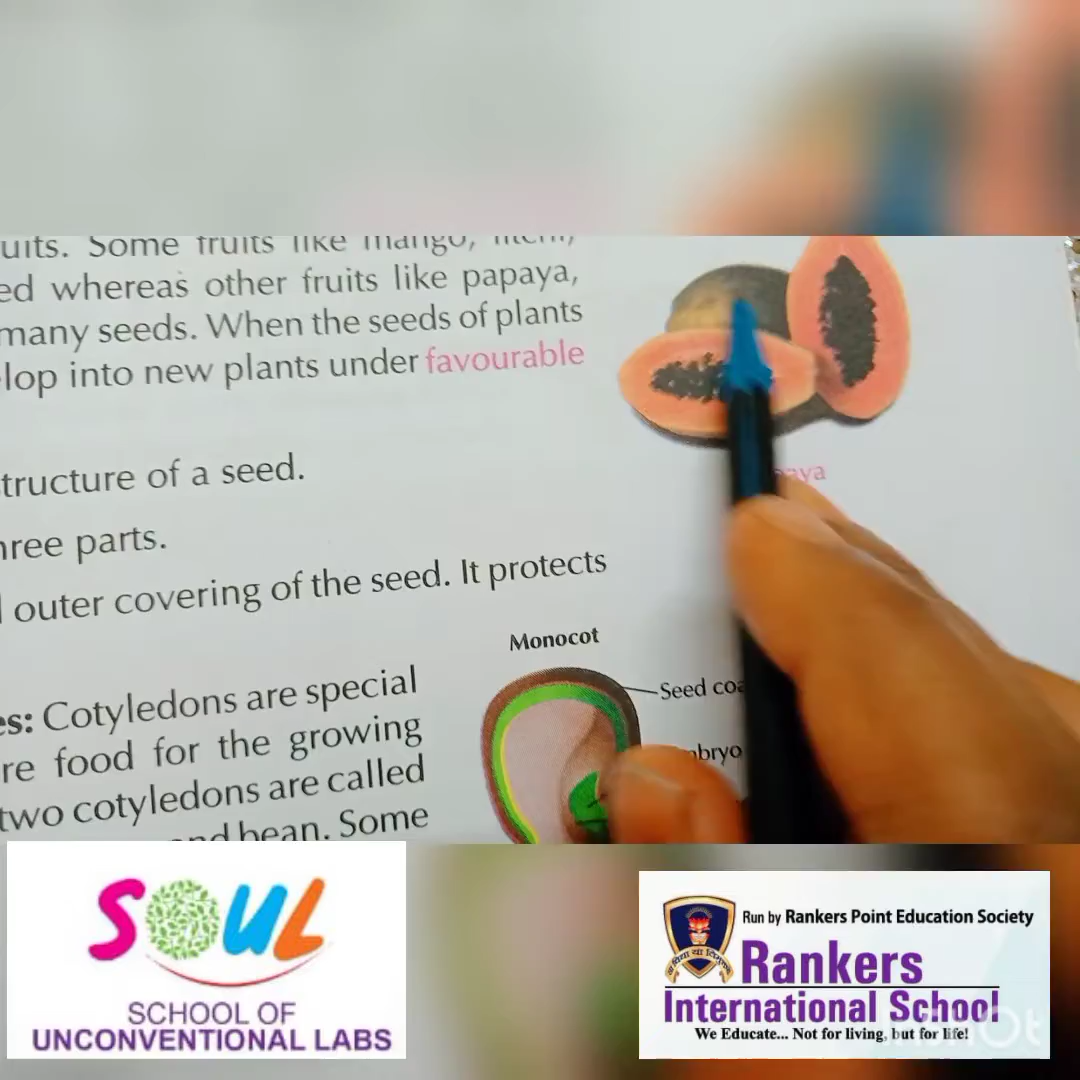 uits. Some fruits like mango, litchi,
ed whereas other fruits like papaya,
many seeds. When the seeds of plants
lop into new plants under favourable
tructure of a seed.
hree parts.
outer covering of the seed. It protects
Monocot
Seed coa
es: Cotyledons are special
bryo
re food for the growing
two cotyledons are called
and bean. Some
aya
SOUL
SCHOOL OF
UNCONVENTIONAL LABS
Run by Rankers Point Education Society
Rankers
International School
We Educate... Not for living, but for life!